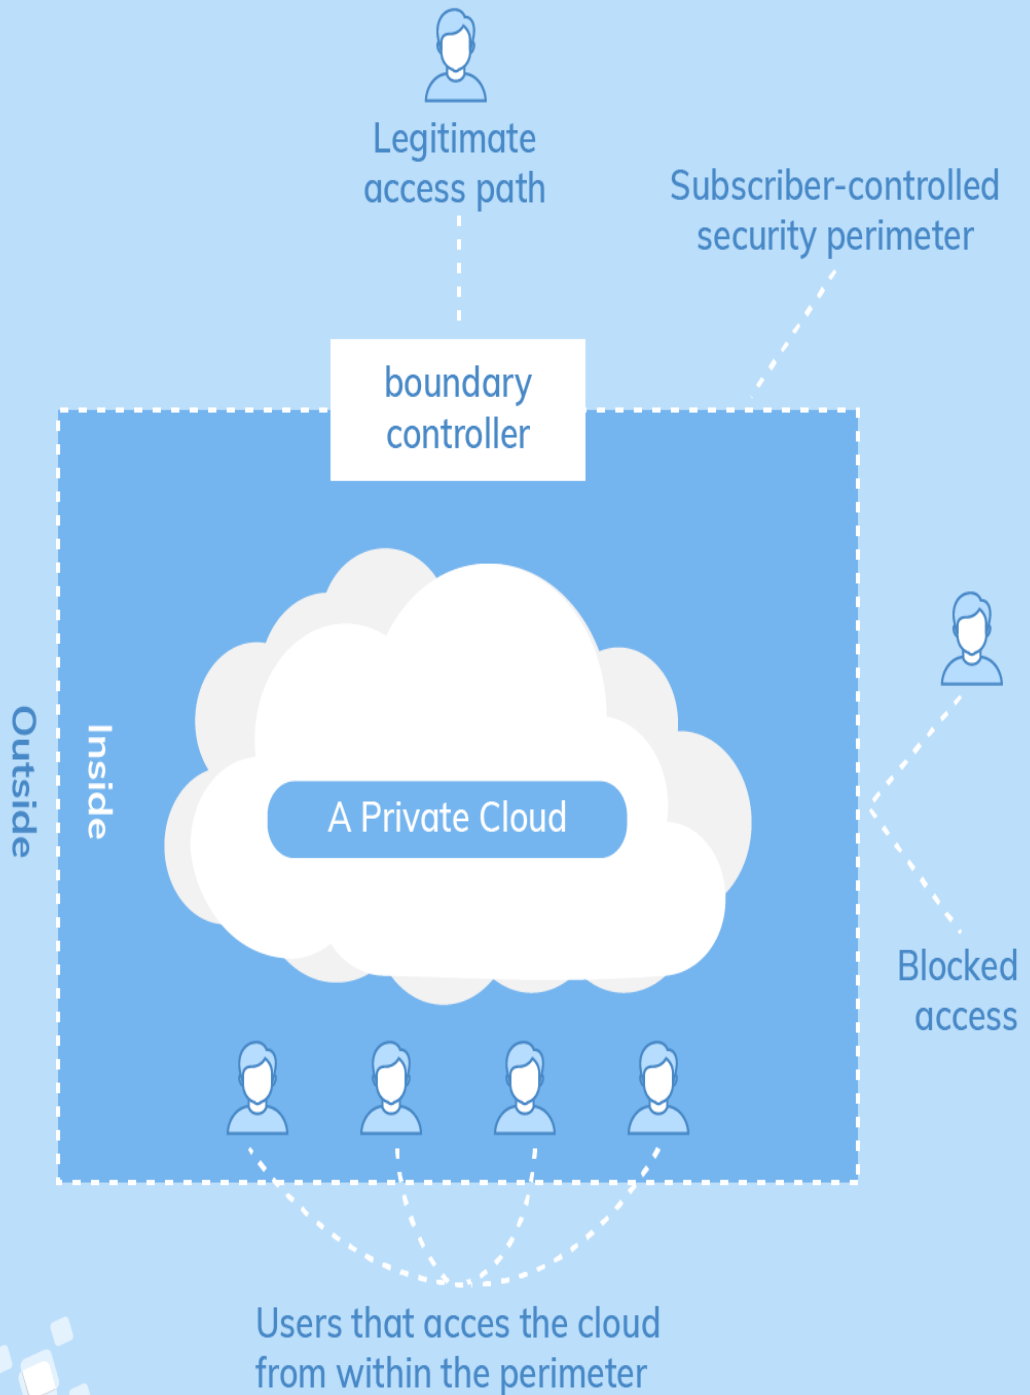 Legitimate
access path
Subscriber-controlled
security perimeter
boundary
controller
Outside
Inside
A Private Cloud
Blocked
access
Users that acces the cloud
from within the perimeter